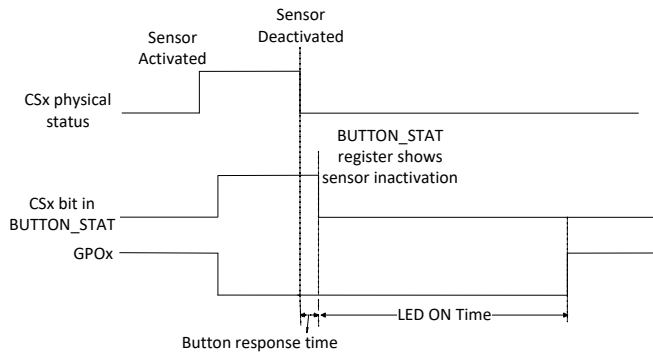 Sensor
Deactivated
Sensor
Activated
CSx physical
status
BUTTON_STAT
register shows
sensor inactivation
CSx bit in
BUTTON_STAT
GPOx
LED ON Time
Button response time